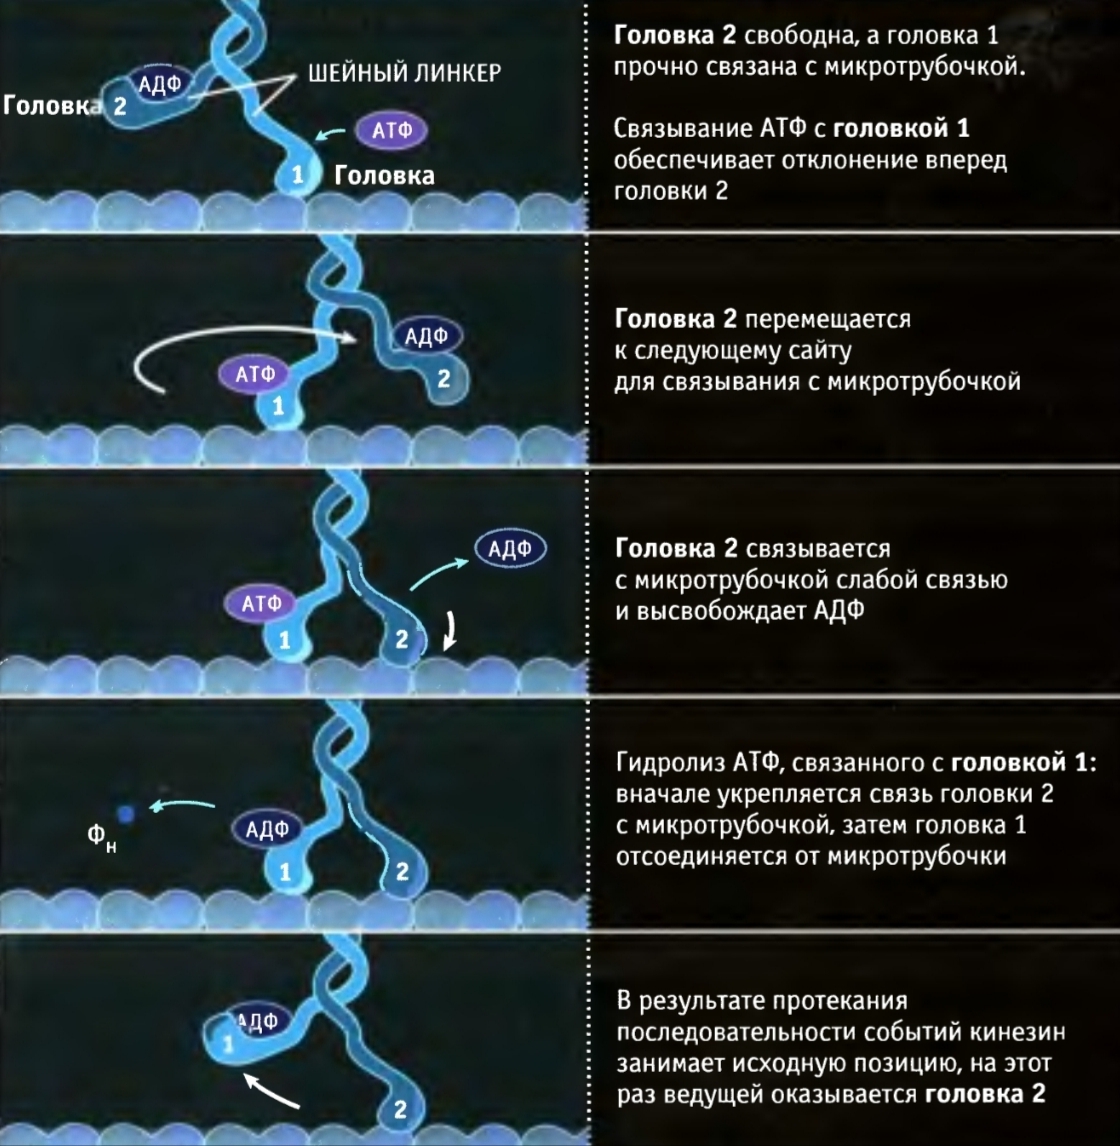 АДФ
ШЕЙНЫЙ ЛИНКЕР
Головка 2
АТФ
1 Головка
Головка 2 свободна, а головка 1
прочно связана с микротрубочкой.
Связывание АТФ с головкой 1
обеспечивает отклонение вперед
головки 2
АДФ
АТФ
2
1
Головка 2 перемещается
к следующему сайту
для связывания с микротрубочкой
АДФ
АТФ
1
2
Головка 2 связывается
с микротрубочкой слабой связью
и высвобождает АДФ
Фн
АДФ
1
2
Гидролиз АТФ, связанного с головкой 1:
вначале укрепляется связь головки 2
с микротрубочкой, затем головка 1
отсоединяется от микротрубочки
АДФ
1
2
В результате протекания
последовательности событий кинезин
занимает исходную позицию, на этот
раз ведущей оказывается головка 2